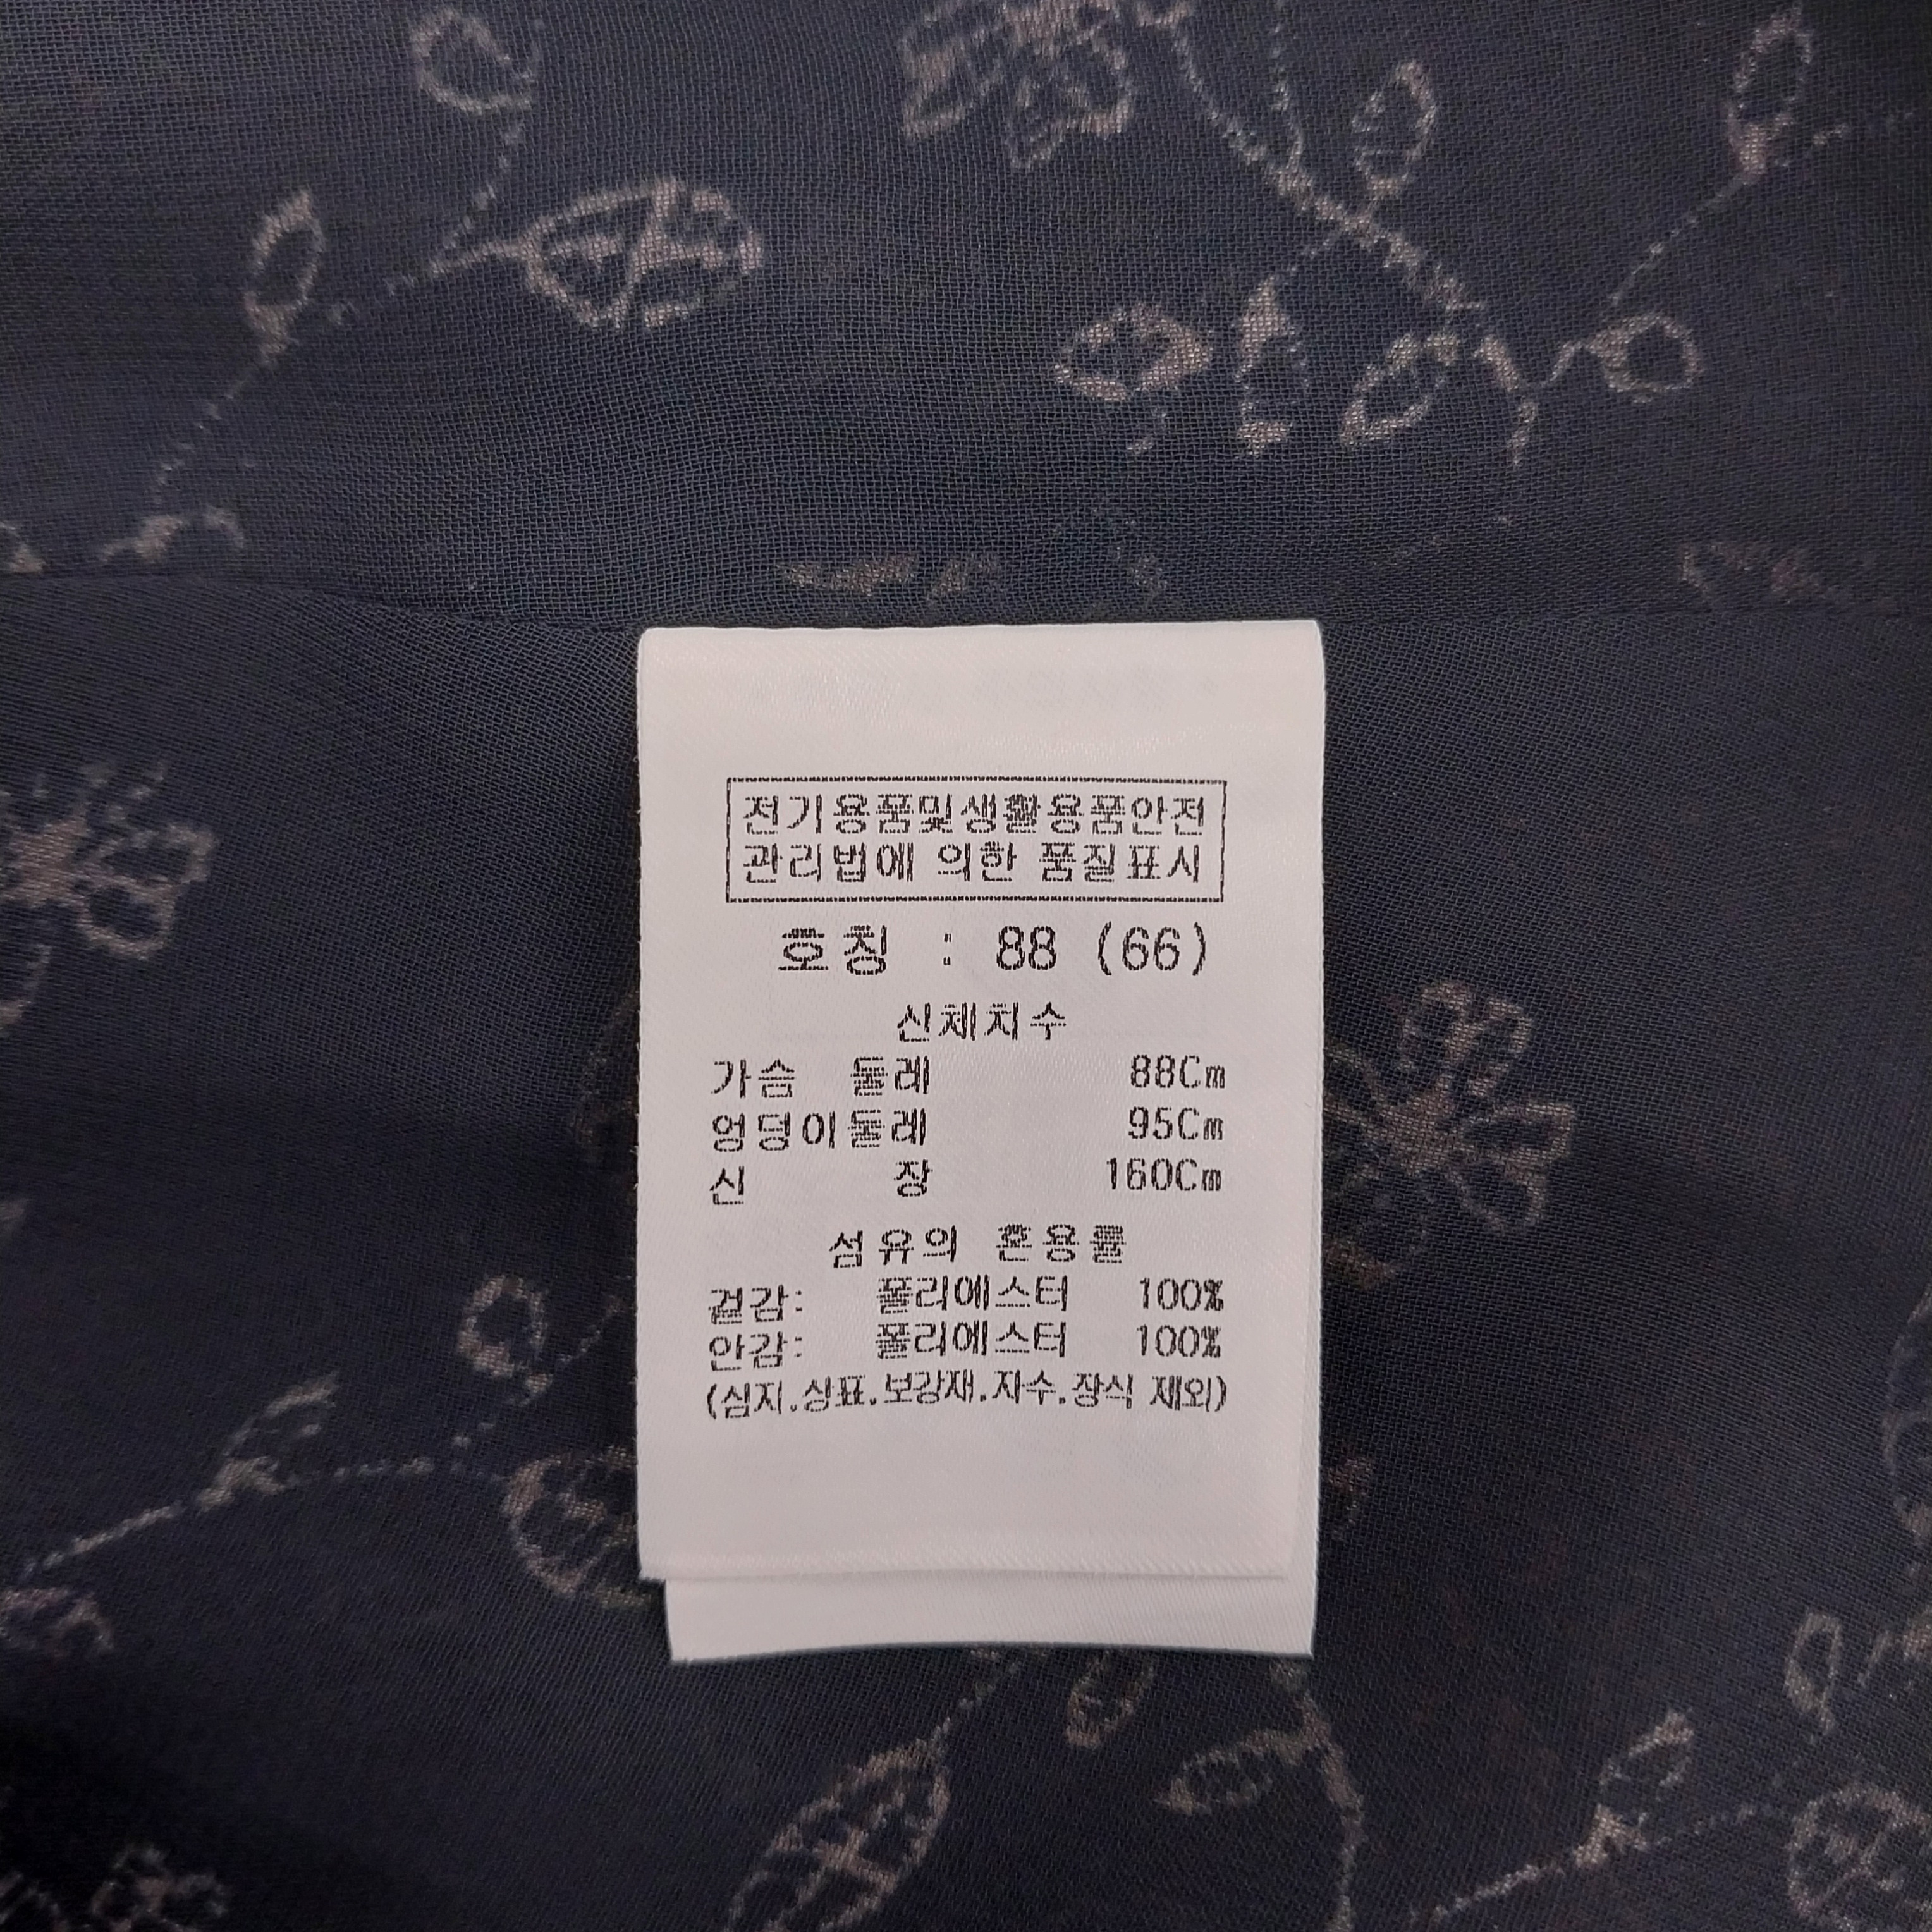 전기용품및생활용품안전
관리법에 의한 품질표시
호칭 : 88 (66)
신체치수
가슴 둘레 88Cm
엉덩이둘레 95Cm
신 장 160Cm
섬유의 혼용률
겉감: 폴리에스터 100%
안감: 폴리에스터 100%
(심지.상표.보강재.자수.장식 제외)